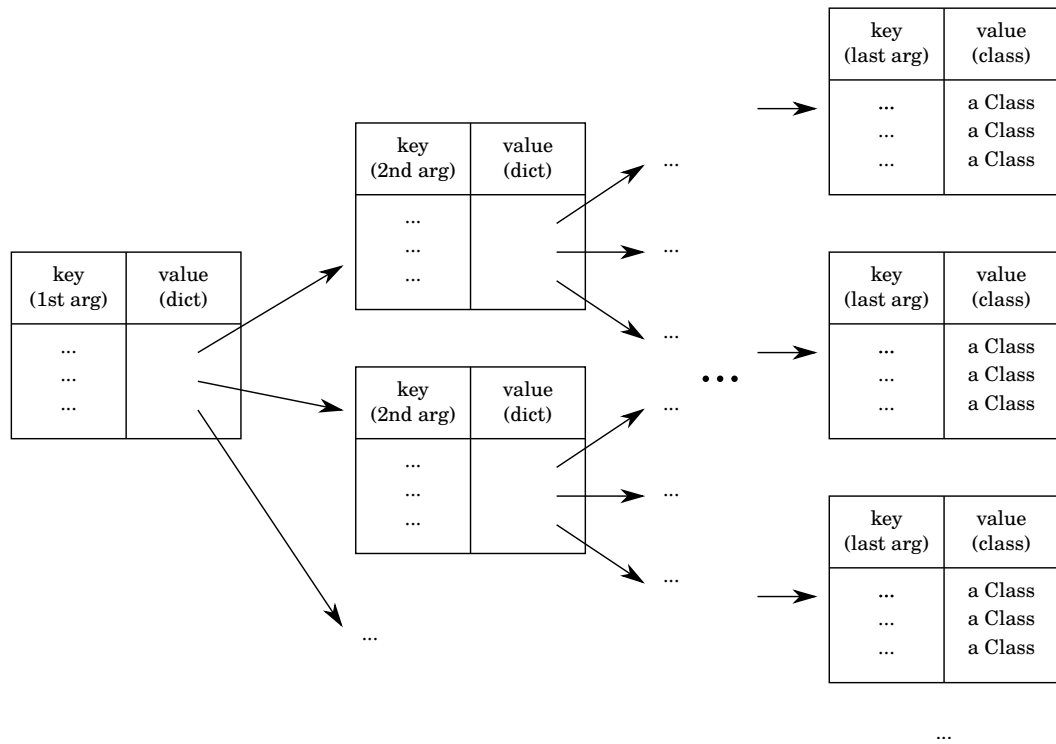 key value
(1st arg) (dict)
...
...
...
key value
(2nd arg) (dict)
...
...
...
key value
(2nd arg) (dict)
...
...
...
...
...
...
...
...
...
...
...
key value
(last arg) (class)
... a Class
... a Class
... a Class
key value
(last arg) (class)
... a Class
... a Class
... a Class
key value
(last arg) (class)
... a Class
... a Class
... a Class
...